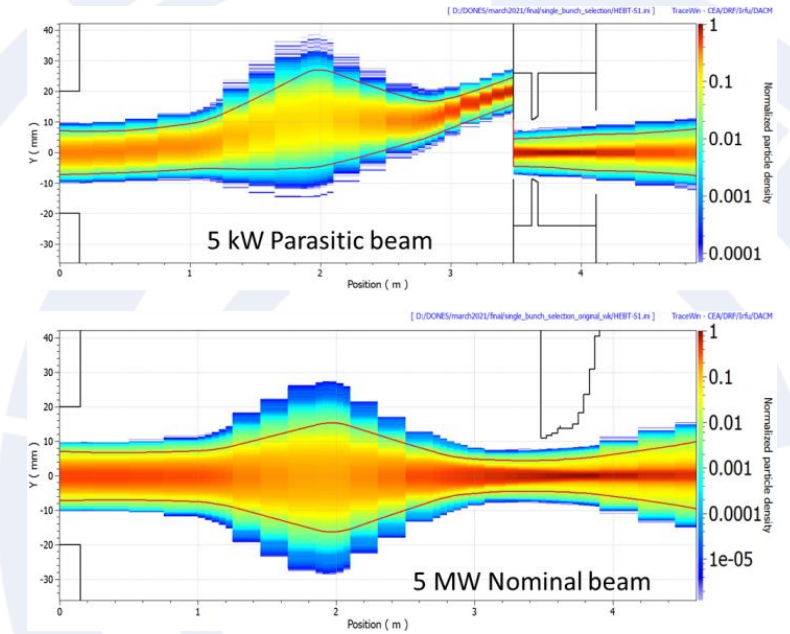 [ D:/DONES/march2021/final/single_bunch_selection/HEBT-S1.ini ] TraceWin - CEA/DRF/Irfu/DACM
40
30
20
10
0
-10
-20
-30
Y ( mm )
5 kW Parasitic beam
0 1 2 3 4
Position ( m )
1
0.1
0.01
0.001
0.0001
Normalized particle density
[ D:/DONES/march2021/final/single_bunch_selection_original_wk/HEBT-S1.ini ] TraceWin - CEA/DRF/Irfu/DACM
40
30
20
10
0
-10
-20
-30
Y ( mm )
5 MW Nominal beam
0 1 2 3 4
Position ( m )
1
0.1
0.01
0.001
0.0001
1e-05
Normalized particle density